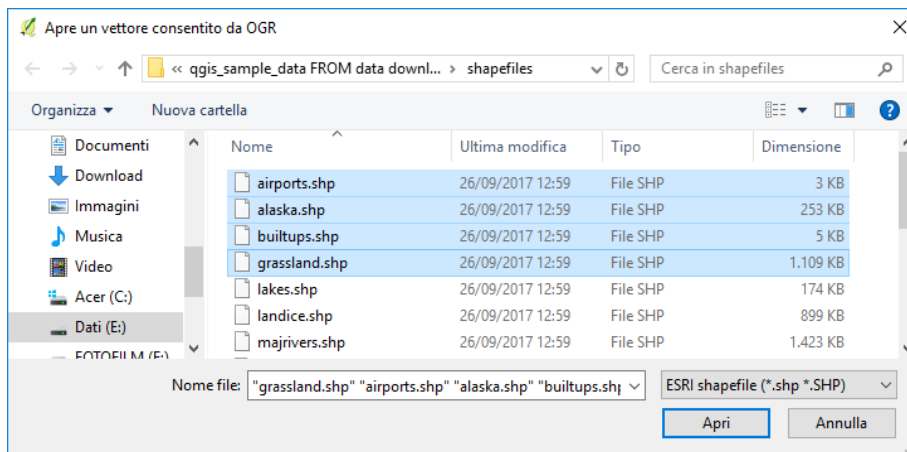 Apre un vettore consentito da OGR
« qgis_sample_data FROM data downl... > shapefiles
Cerca in shapefiles
Organizza Nuova cartella
Nome Ultima modifica Tipo Dimensione
Documenti
Download
Immagini
Musica
Video
Acer (C:)
Dati (E:)
FOTOFILM (F:)
airports.shp 26/09/2017 12:59 File SHP 3 KB
alaska.shp 26/09/2017 12:59 File SHP 253 KB
builtups.shp 26/09/2017 12:59 File SHP 5 KB
grassland.shp 26/09/2017 12:59 File SHP 1.109 KB
lakes.shp 26/09/2017 12:59 File SHP 174 KB
landice.shp 26/09/2017 12:59 File SHP 899 KB
majrivers.shp 26/09/2017 12:59 File SHP 1.423 KB
Nome file: "grassland.shp" "airports.shp" "alaska.shp" "builtups.shp
ESRI shapefile (*.shp *.SHP)
Apri Annulla